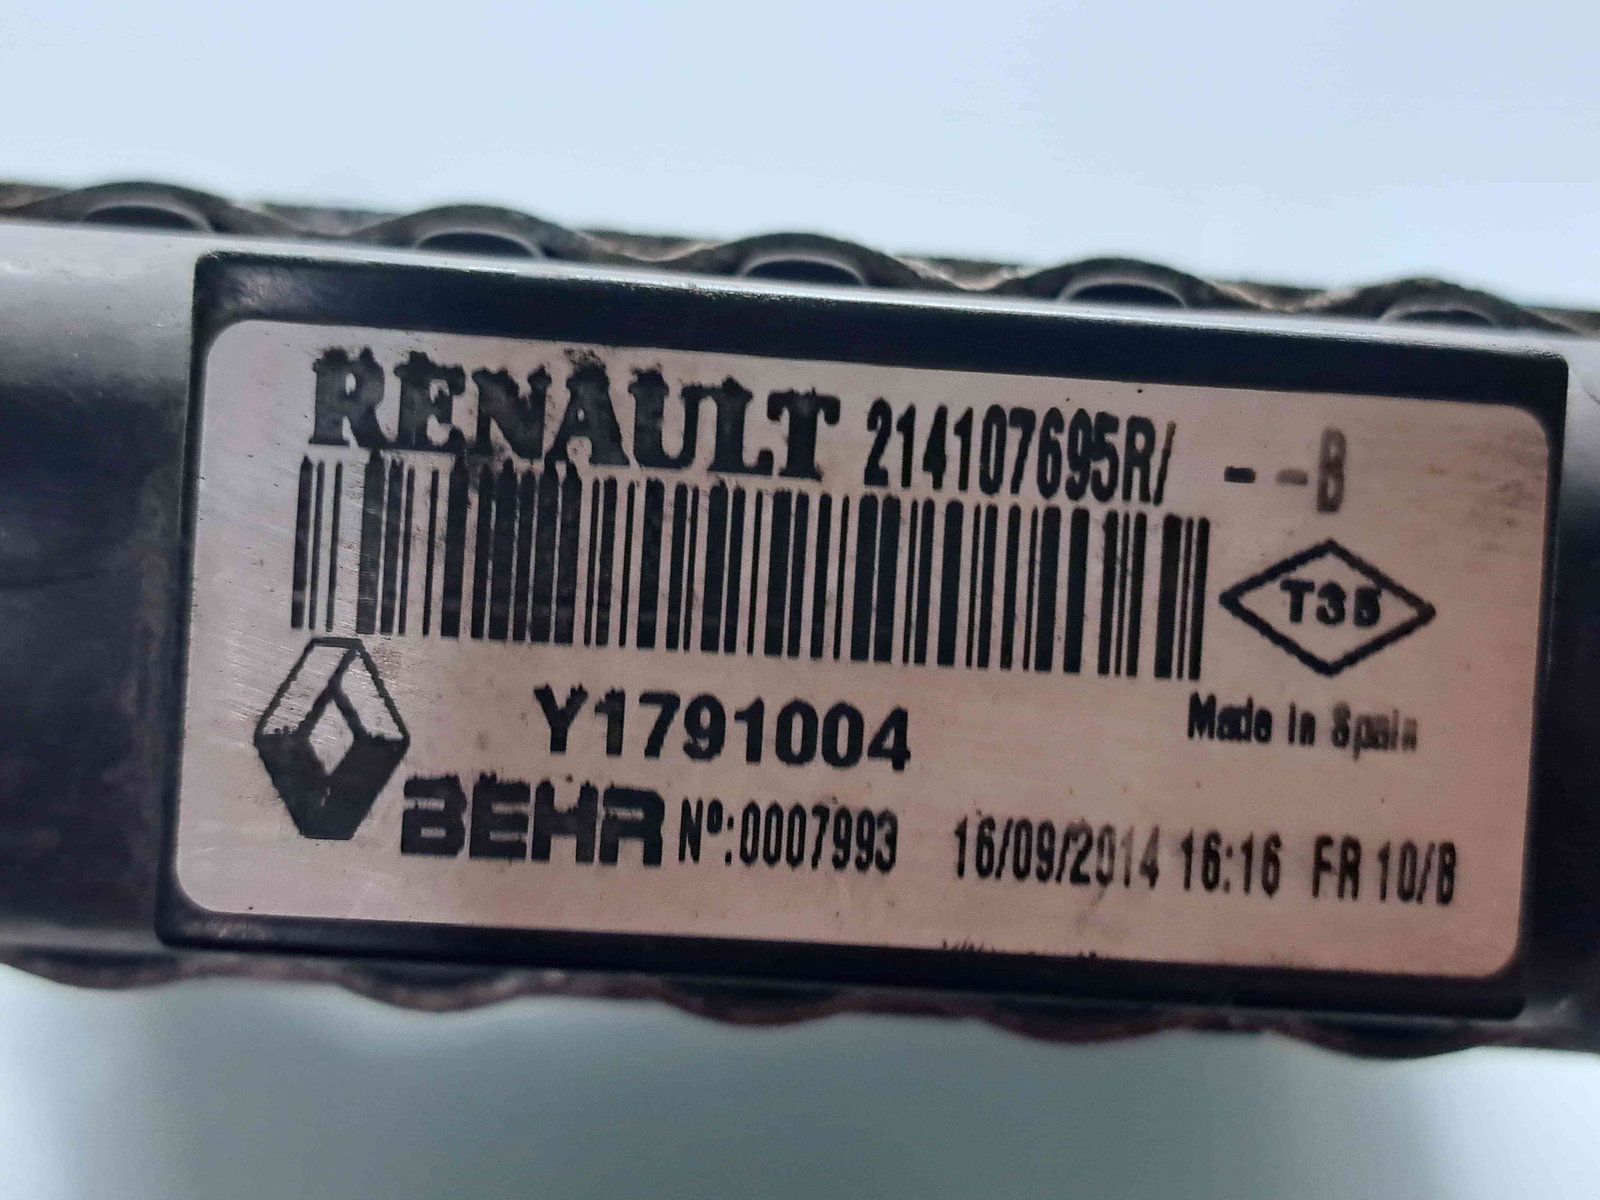 RENAULT 214107695R/ - -B
T35
Y1791004
Made in Spain
BEHR Nº:0007993 16/09/2014 16:16 FR 10/B